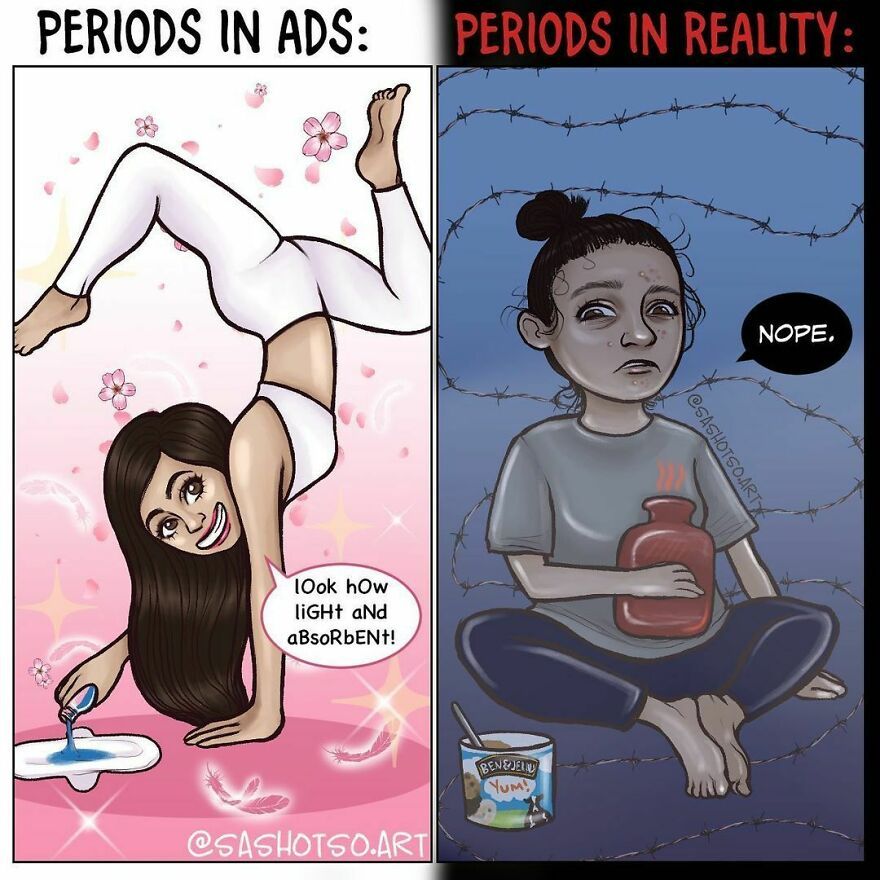 PERIODS IN ADS:
lOok hOw
liGHt aNd
aBsoRbENt!
@SASHOTSO.ART
PERIODS IN REALITY:
NOPE.
@SASHOTSO.ART
BEN&JERRY
Yum!